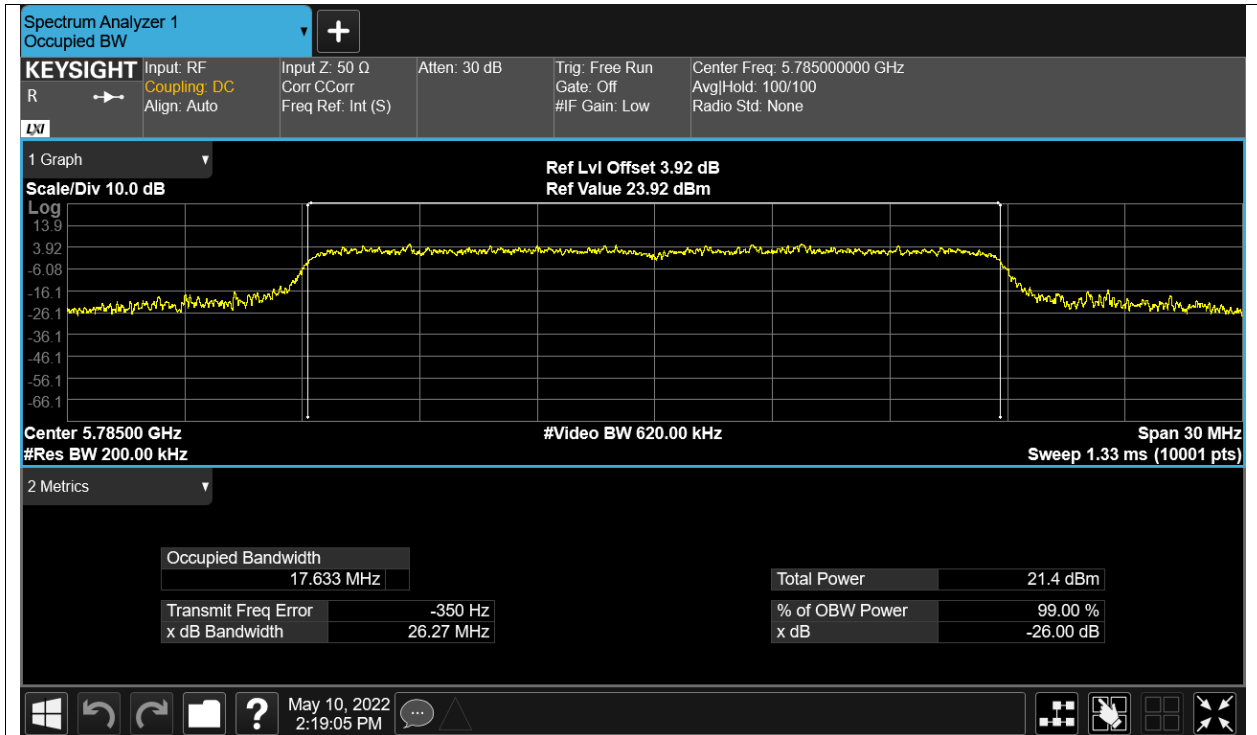 Spectrum Analyzer 1
Occupied BW
KEYSIGHT
R
LXI
Input: RF
Coupling: DC
Align: Auto
Input Z: 50 Ω
Corr CCorr
Freq Ref: Int (S)
Atten: 30 dB
Trig: Free Run
Gate: Off
#IF Gain: Low
Center Freq: 5.785000000 GHz
Avg|Hold: 100/100
Radio Std: None
1 Graph
Scale/Div 10.0 dB
Ref Lvl Offset 3.92 dB
Ref Value 23.92 dBm
Log
13.9
3.92
-6.08
-16.1
-26.1
-36.1
-46.1
-56.1
-66.1
Center 5.78500 GHz
#Res BW 200.00 kHz
#Video BW 620.00 kHz
Span 30 MHz
Sweep 1.33 ms (10001 pts)
2 Metrics
Occupied Bandwidth
17.633 MHz
Transmit Freq Error -350 Hz
x dB Bandwidth 26.27 MHz
Total Power 21.4 dBm
% of OBW Power 99.00 %
x dB -26.00 dB
?
May 10, 2022
2:19:05 PM